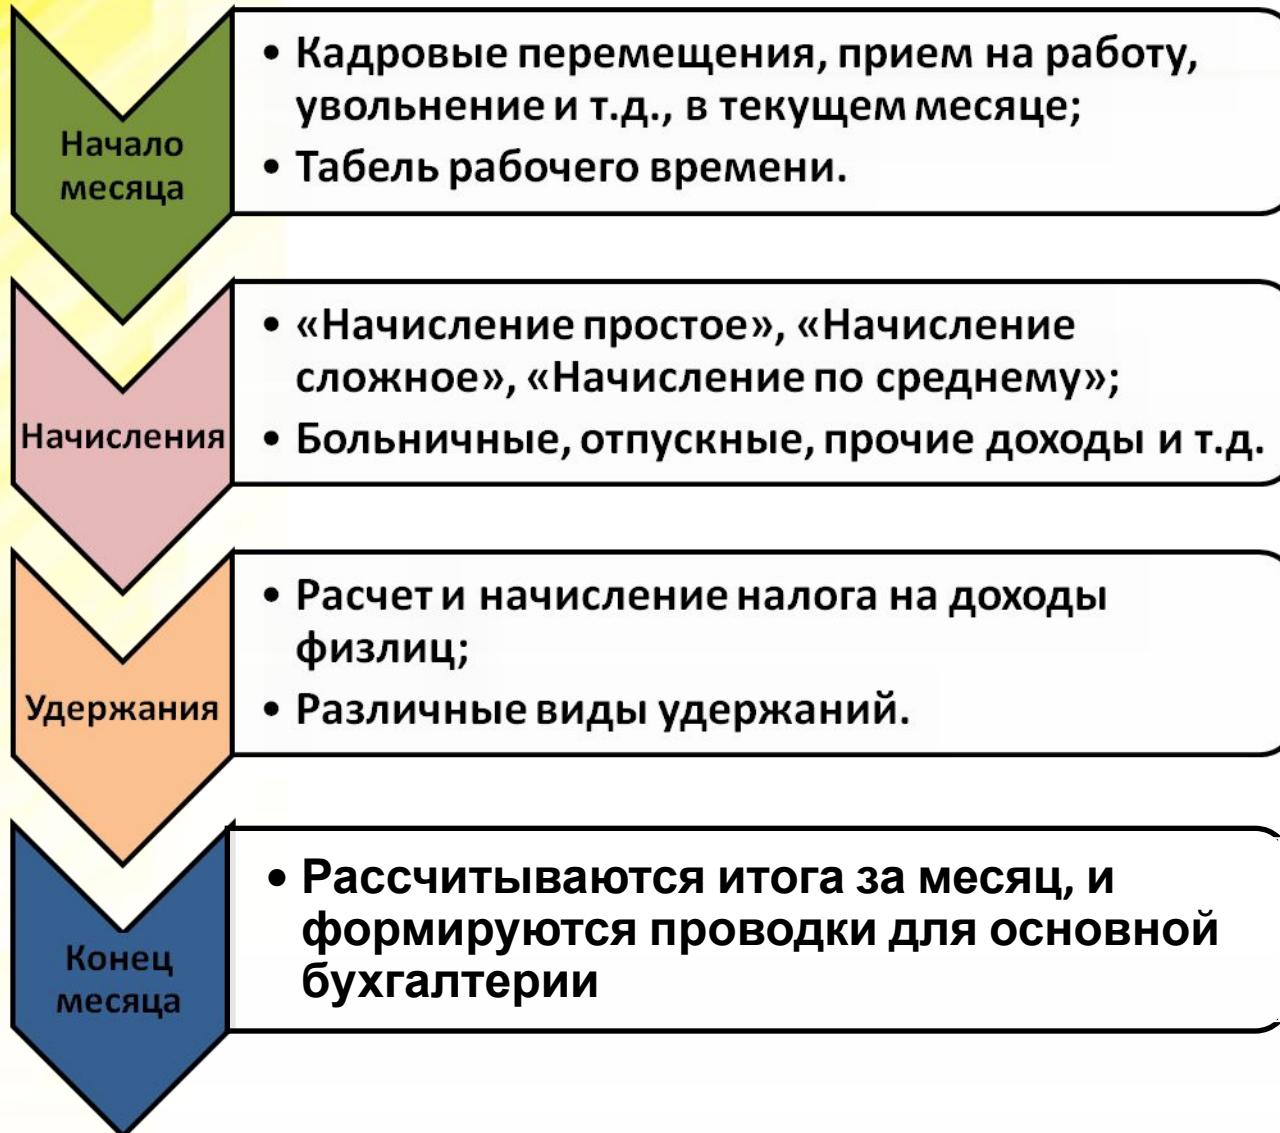 Начало
месяца
• Кадровые перемещения, прием на работу,
увольнение и т.д., в текущем месяце;
• Табель рабочего времени.
Начисления
• «Начисление простое», «Начисление
сложное», «Начисление по среднему»;
• Больничные, отпускные, прочие доходы и т.д.
Удержания
• Расчет и начисление налога на доходы
физлиц;
• Различные виды удержаний.
Конец
месяца
• Рассчитываются итога за месяц, и
формируются проводки для основной
бухгалтерии